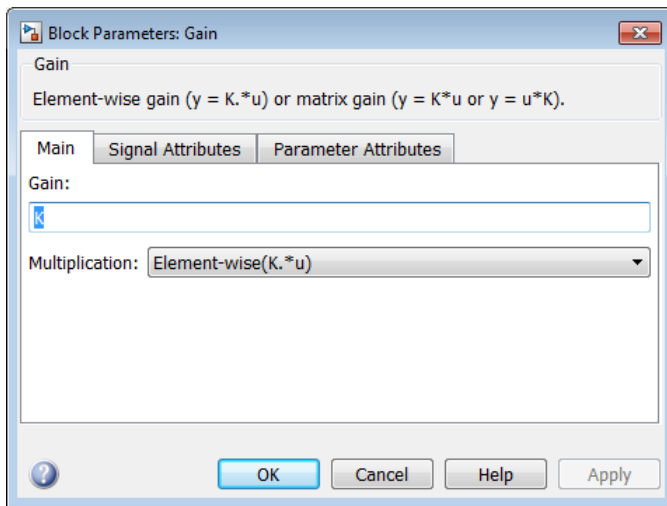 Block Parameters: Gain
Gain
Element-wise gain (y = K.*u) or matrix gain (y = K*u or y = u*K).
Main Signal Attributes Parameter Attributes
Gain:
K
Multiplication: Element-wise(K.*u)
OK Cancel Help Apply